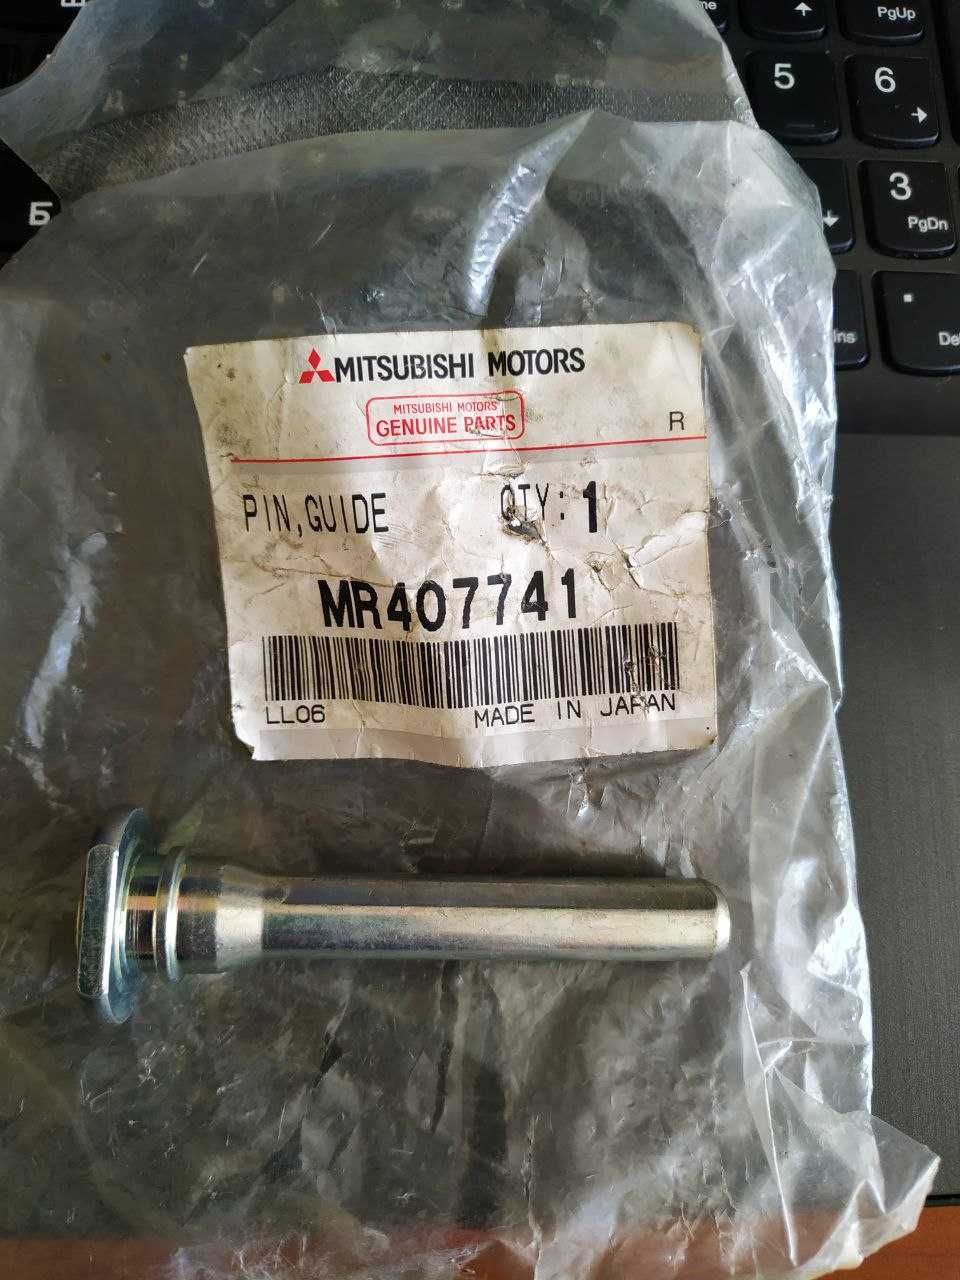 PgUp
5
6
Б
3
PgDn
Ins
MITSUBISHI MOTORS
MITSUBISHI MOTORS
GENUINE PARTS
R
PIN,GUIDE QTY: 1
MR407741
LL06 MADE IN JAPAN